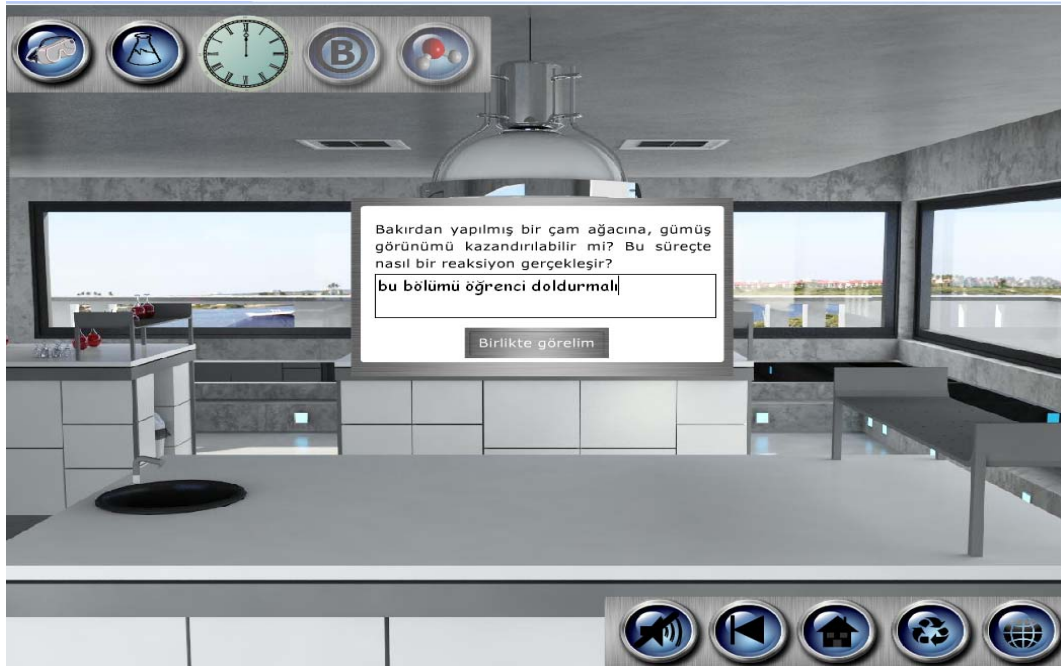 B
Bakırdan yapılmış bir çam ağacına, gümüş
görünümü kazandırılabilir mi? Bu süreçte
nasıl bir reaksiyon gerçekleşir?
bu bölümü öğrenci doldurmalı
Birlikte görelim